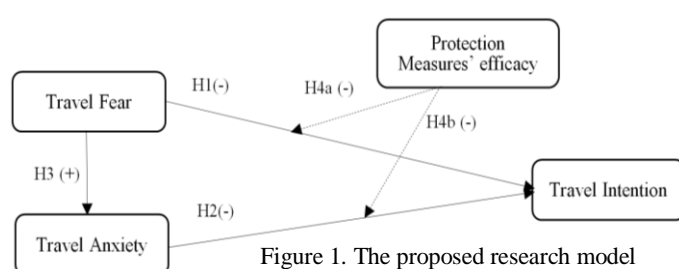 Protection
Measures' efficacy
H1(-)
H4a (-)
Travel Fear
H4b (-)
H3 (+)
Travel Intention
H2(-)
Travel Anxiety
Figure 1. The proposed research model